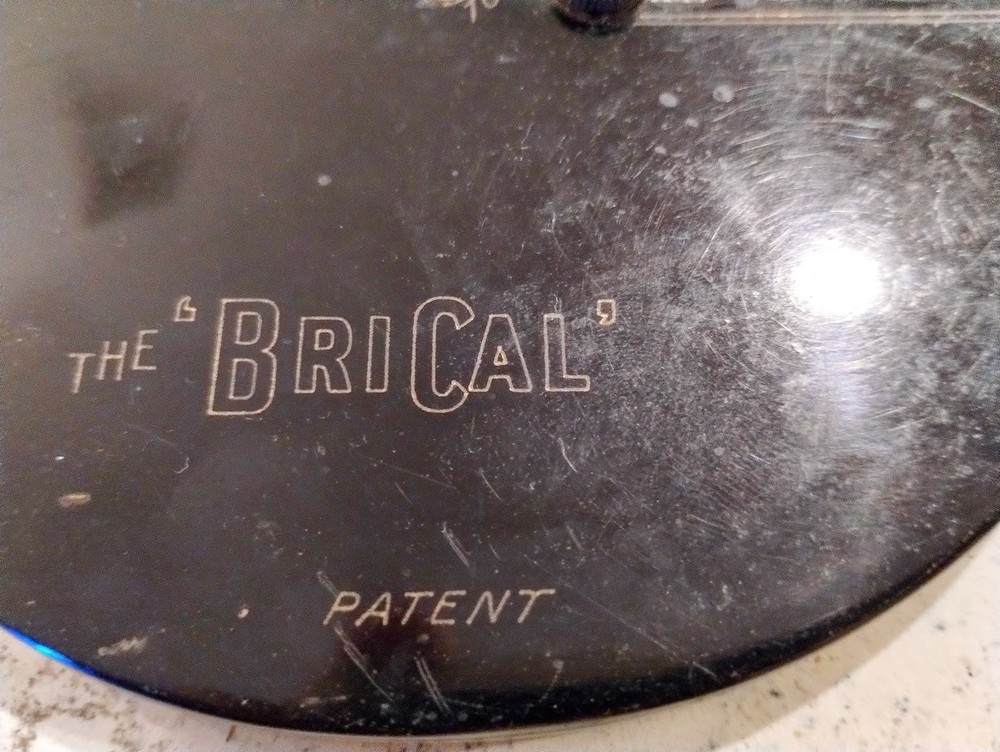 THE ‘BRICAL’
PATENT